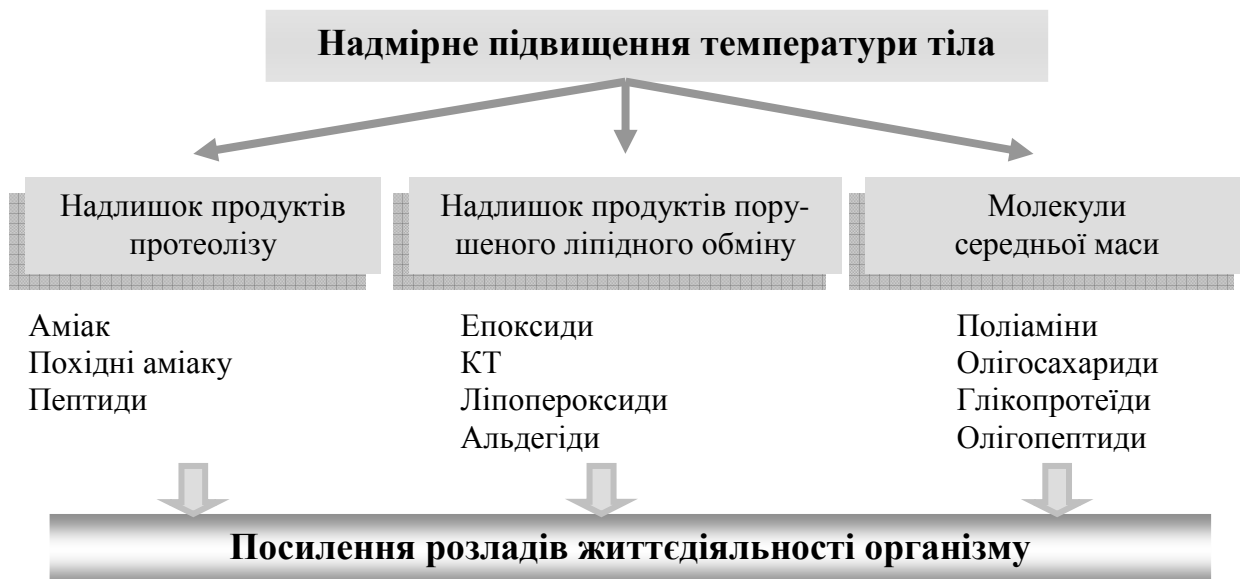 Надмірне підвищення температури тіла
Надлишок продуктів
протеолізу
Надлишок продуктів пору-
шеного ліпідного обміну
Молекули
середньої маси
Аміак
Похідні аміаку
Пептиди
Епоксиди
КТ
Ліпопероксиди
Альдегіди
Поліаміни
Олігосахариди
Глікопротеїди
Олігопептиди
Посилення розладів життєдіяльності організму